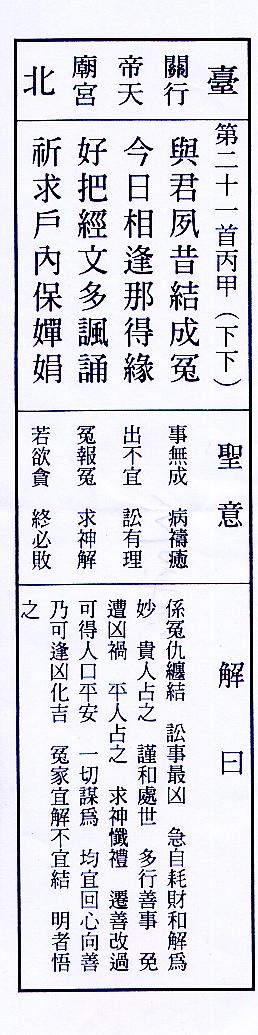 臺
關行
帝天
廟宮
北
第二十一首丙甲（下下）
與君夙昔結成冤
今日相逢那得緣
好把經文多諷誦
祈求戶內保嬋娟
聖意
事無成　病禱癒
出不宜　訟有理
冤報冤　求神解
若欲貪　終必敗
解曰
係冤仇纏結　訟事最凶　急自耗財和解為
妙　貴人占之　謹和處世　多行善事　免
遭凶禍　平人占之　求神懺禮　遷善改過
可得人口平安　一切謀為　均宜回心向善
乃可逢凶化吉　冤家宜解不宜結　明者悟
之